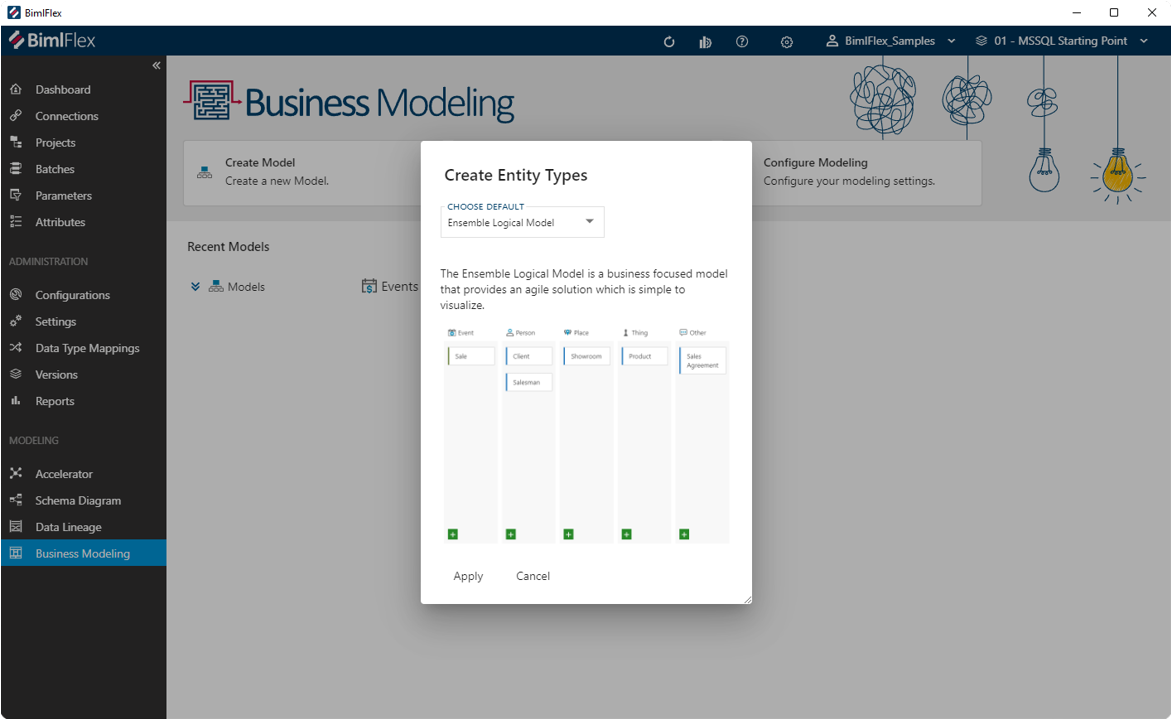 BimlFlex
BimlFlex
BimlFlex_Samples
01 - MSSQL Starting Point
Dashboard
Connections
Projects
Batches
Parameters
Attributes
ADMINISTRATION
Configurations
Settings
Data Type Mappings
Versions
Reports
MODELING
Accelerator
Schema Diagram
Data Lineage
Business Modeling
Business Modeling
Create Model
Create a new Model.
Configure Modeling
Configure your modeling settings.
Recent Models
Models
Events
Create Entity Types
CHOOSE DEFAULT
Ensemble Logical Model
The Ensemble Logical Model is a business focused model
that provides an agile solution which is simple to
visualize.
Event Person Place Thing Other
Sale Client Showroom Product Sales
Agreement
Salesman
Apply Cancel